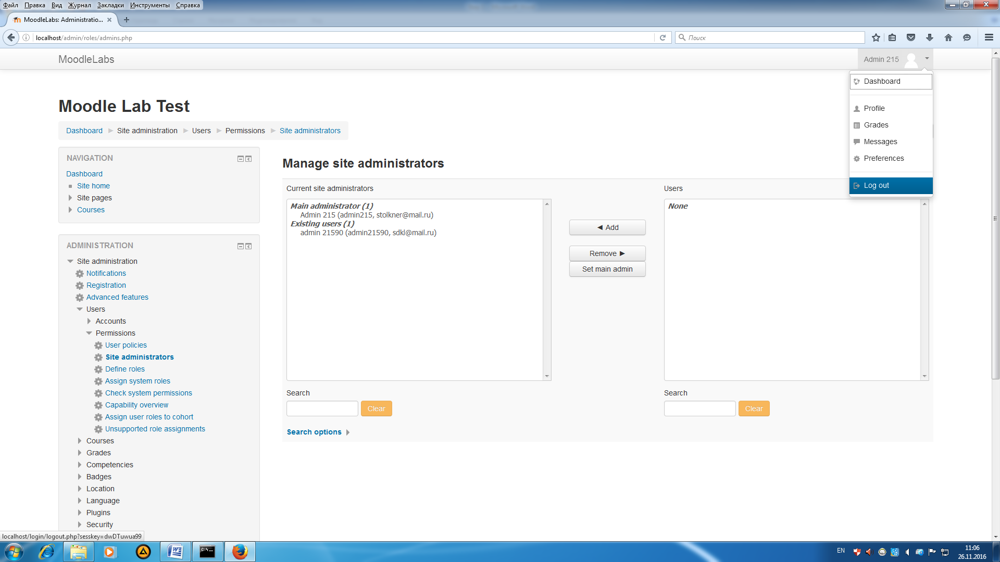 Файл Правка Вид Журнал Закладки Инструменты Справка
MoodleLabs: Administratio...
localhost/admin/roles/admins.php
Поиск
MoodleLabs
Admin 215
Dashboard
Profile
Grades
Messages
Preferences
Log out
Moodle Lab Test
Dashboard Site administration Users Permissions Site administrators
NAVIGATION
Dashboard
Site home
Site pages
Courses
ADMINISTRATION
Site administration
Notifications
Registration
Advanced features
Users
Accounts
Permissions
User policies
Site administrators
Define roles
Assign system roles
Check system permissions
Capability overview
Assign user roles to cohort
Unsupported role assignments
Courses
Grades
Competencies
Badges
Location
Language
Plugins
Security
Manage site administrators
Current site administrators
Main administrator (1)
Admin 215 (admin215, stolkner@mail.ru)
Existing users (1)
admin 21590 (admin21590, sdkl@mail.ru)
Search
Clear
Search options
◄ Add
Remove ►
Set main admin
Users
None
Search
Clear
localhost/login/logout.php?sesskey=dwDTuwua99
C:\_
EN
11:06
26.11.2016